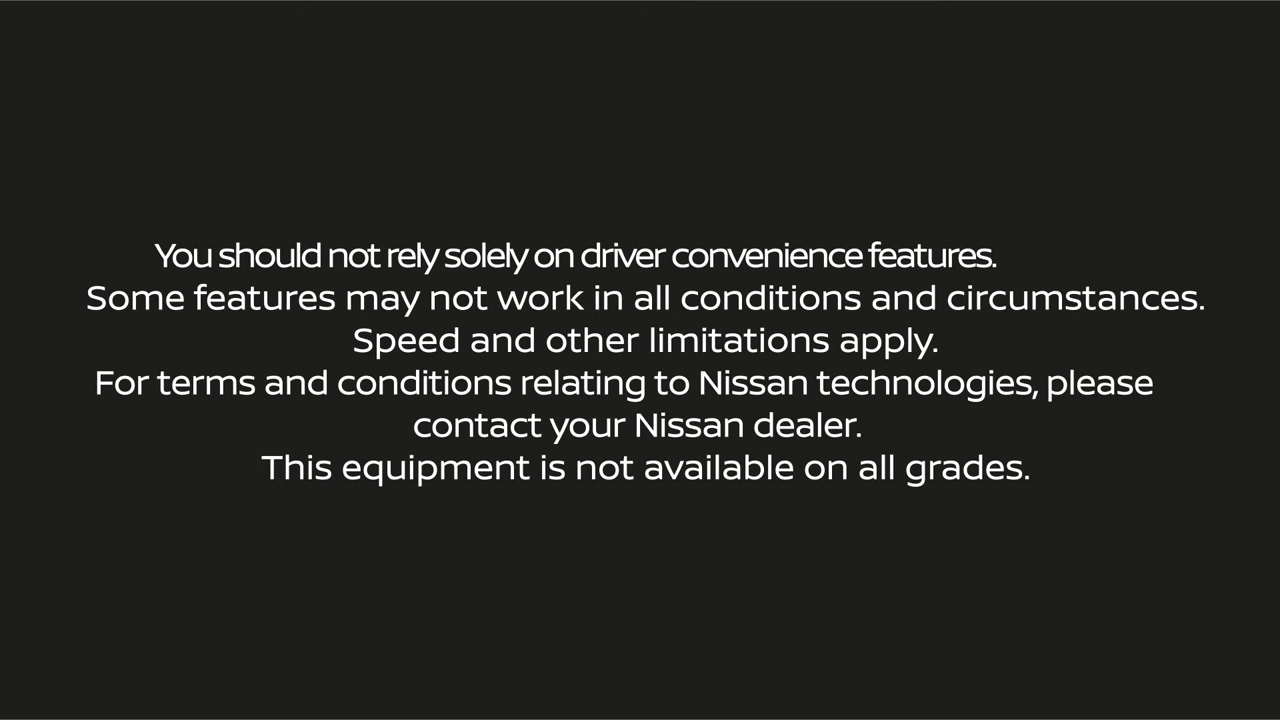 You should not rely solely on driver convenience features.
Some features may not work in all conditions and circumstances.
Speed and other limitations apply.
For terms and conditions relating to Nissan technologies, please
contact your Nissan dealer.
This equipment is not available on all grades.